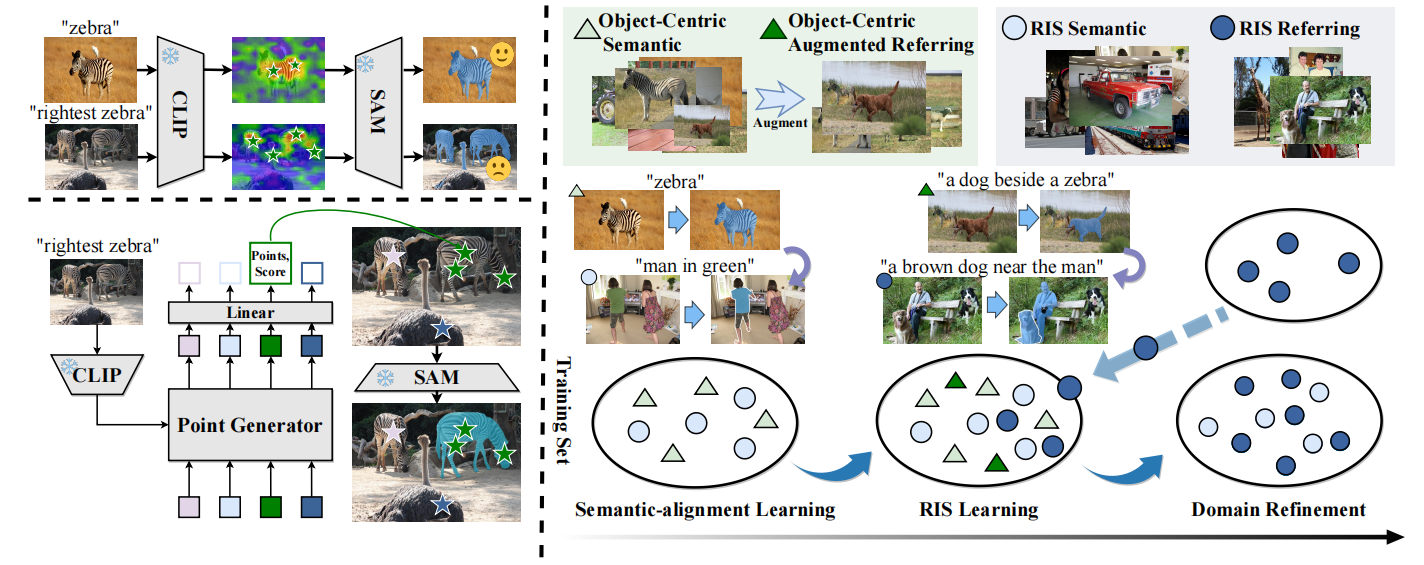 "zebra"
CLIP
SAM
"rightest zebra"
"rightest zebra"
Points,
Score
Linear
CLIP
Point Generator
SAM
Object-Centric
Semantic
Object-Centric
Augmented Referring
Augment
RIS Semantic
RIS Referring
"zebra"
"a dog beside a zebra"
"man in green"
"a brown dog near the man"
Training Set
Semantic-alignment Learning
RIS Learning
Domain Refinement